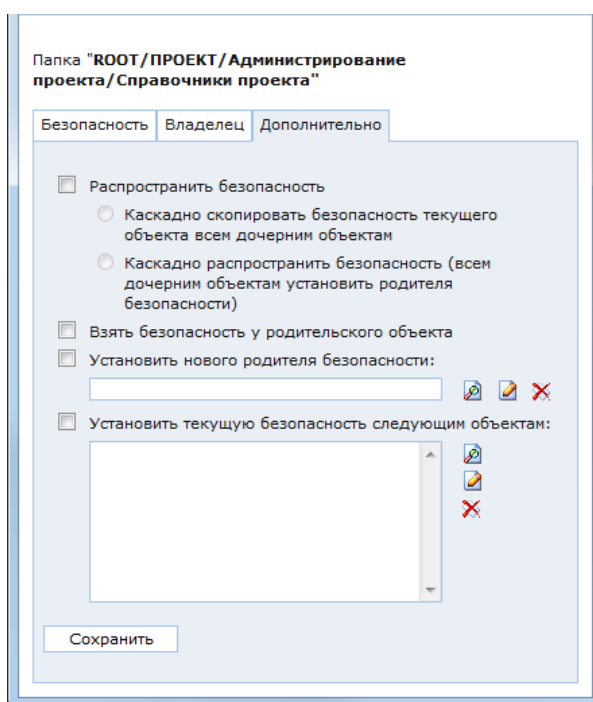 Папка "ROOT/ПРОЕКТ/Администрирование
проекта/Справочники проекта"
Безопасность Владелец Дополнительно
Распространить безопасность
Каскадно скопировать безопасность текущего
объекта всем дочерним объектам
Каскадно распространить безопасность (всем
дочерним объектам установить родителя
безопасности)
Взять безопасность у родительского объекта
Установить нового родителя безопасности:
Установить текущую безопасность следующим объектам:
Сохранить